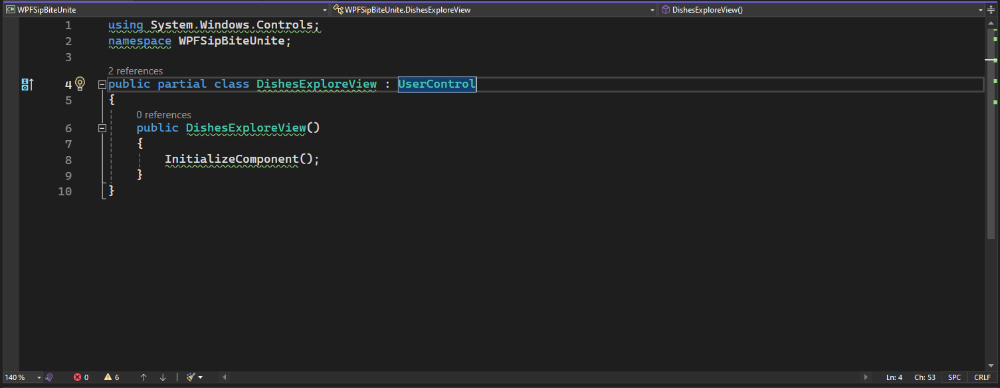 C# WPFSipBiteUnite WPFSipBiteUnite.DishesExploreView DishesExploreView()
1 using System.Windows.Controls;
2 namespace WPFSipBiteUnite;
3
2 references
4 public partial class DishesExploreView : UserControl
5 {
0 references
6 public DishesExploreView()
7 {
8 InitializeComponent();
9 }
10 }
140 % 0 6 Ln: 4 Ch: 53 SPC CRLF